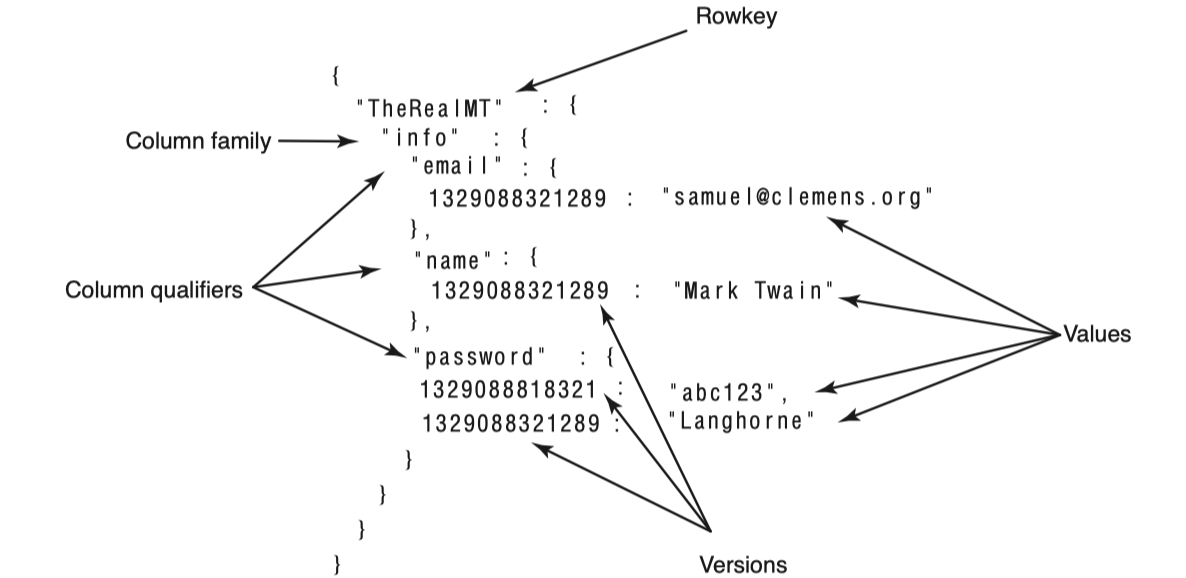 Rowkey
{
"TheRealMT" : {
Column family
"info" : {
"email" : {
1329088321289 : "samuel@clemens.org"
},
"name" : {
Column qualifiers
1329088321289 : "Mark Twain"
},
Values
"password" : {
1329088818321 : "abc123",
1329088321289 : "Langhorne"
}
}
}
}
Versions